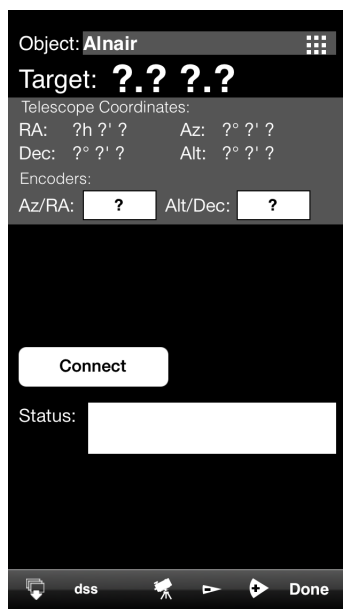 Object: Alnair
Target: ?.? ?.?
Telescope Coordinates:
RA: ?h ?' ? Az: ?° ?' ?
Dec: ?° ?' ? Alt: ?° ?' ?
Encoders:
Az/RA: ? Alt/Dec: ?
Connect
Status:
dss Done